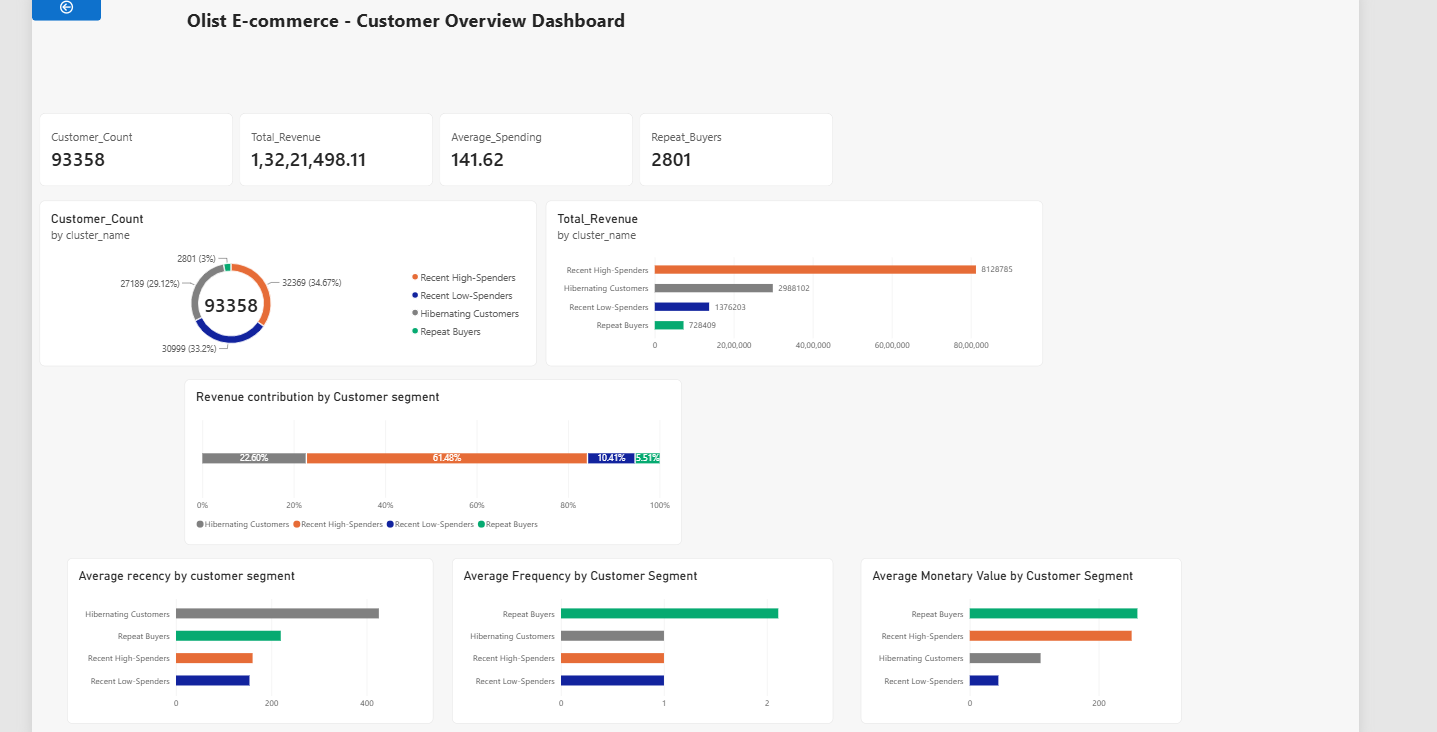 Olist E-commerce - Customer Overview Dashboard
Customer_Count
93358
Total_Revenue
1,32,21,498.11
Average_Spending
141.62
Repeat_Buyers
2801
Customer_Count
by cluster_name
2801 (3%)
27189 (29.12%)
32369 (34.67%)
93358
30999 (33.2%)
Recent High-Spenders
Recent Low-Spenders
Hibernating Customers
Repeat Buyers
Total_Revenue
by cluster_name
Recent High-Spenders 8128785
Hibernating Customers 2988102
Recent Low-Spenders 1376203
Repeat Buyers 728409
0 20,00,000 40,00,000 60,00,000 80,00,000
Revenue contribution by Customer segment
22.60% 61.48% 10.41% 5.51%
0% 20% 40% 60% 80% 100%
Hibernating Customers Recent High-Spenders Recent Low-Spenders Repeat Buyers
Average recency by customer segment
Hibernating Customers
Repeat Buyers
Recent High-Spenders
Recent Low-Spenders
0 200 400
Average Frequency by Customer Segment
Repeat Buyers
Hibernating Customers
Recent High-Spenders
Recent Low-Spenders
0 1 2
Average Monetary Value by Customer Segment
Repeat Buyers
Recent High-Spenders
Hibernating Customers
Recent Low-Spenders
0 200